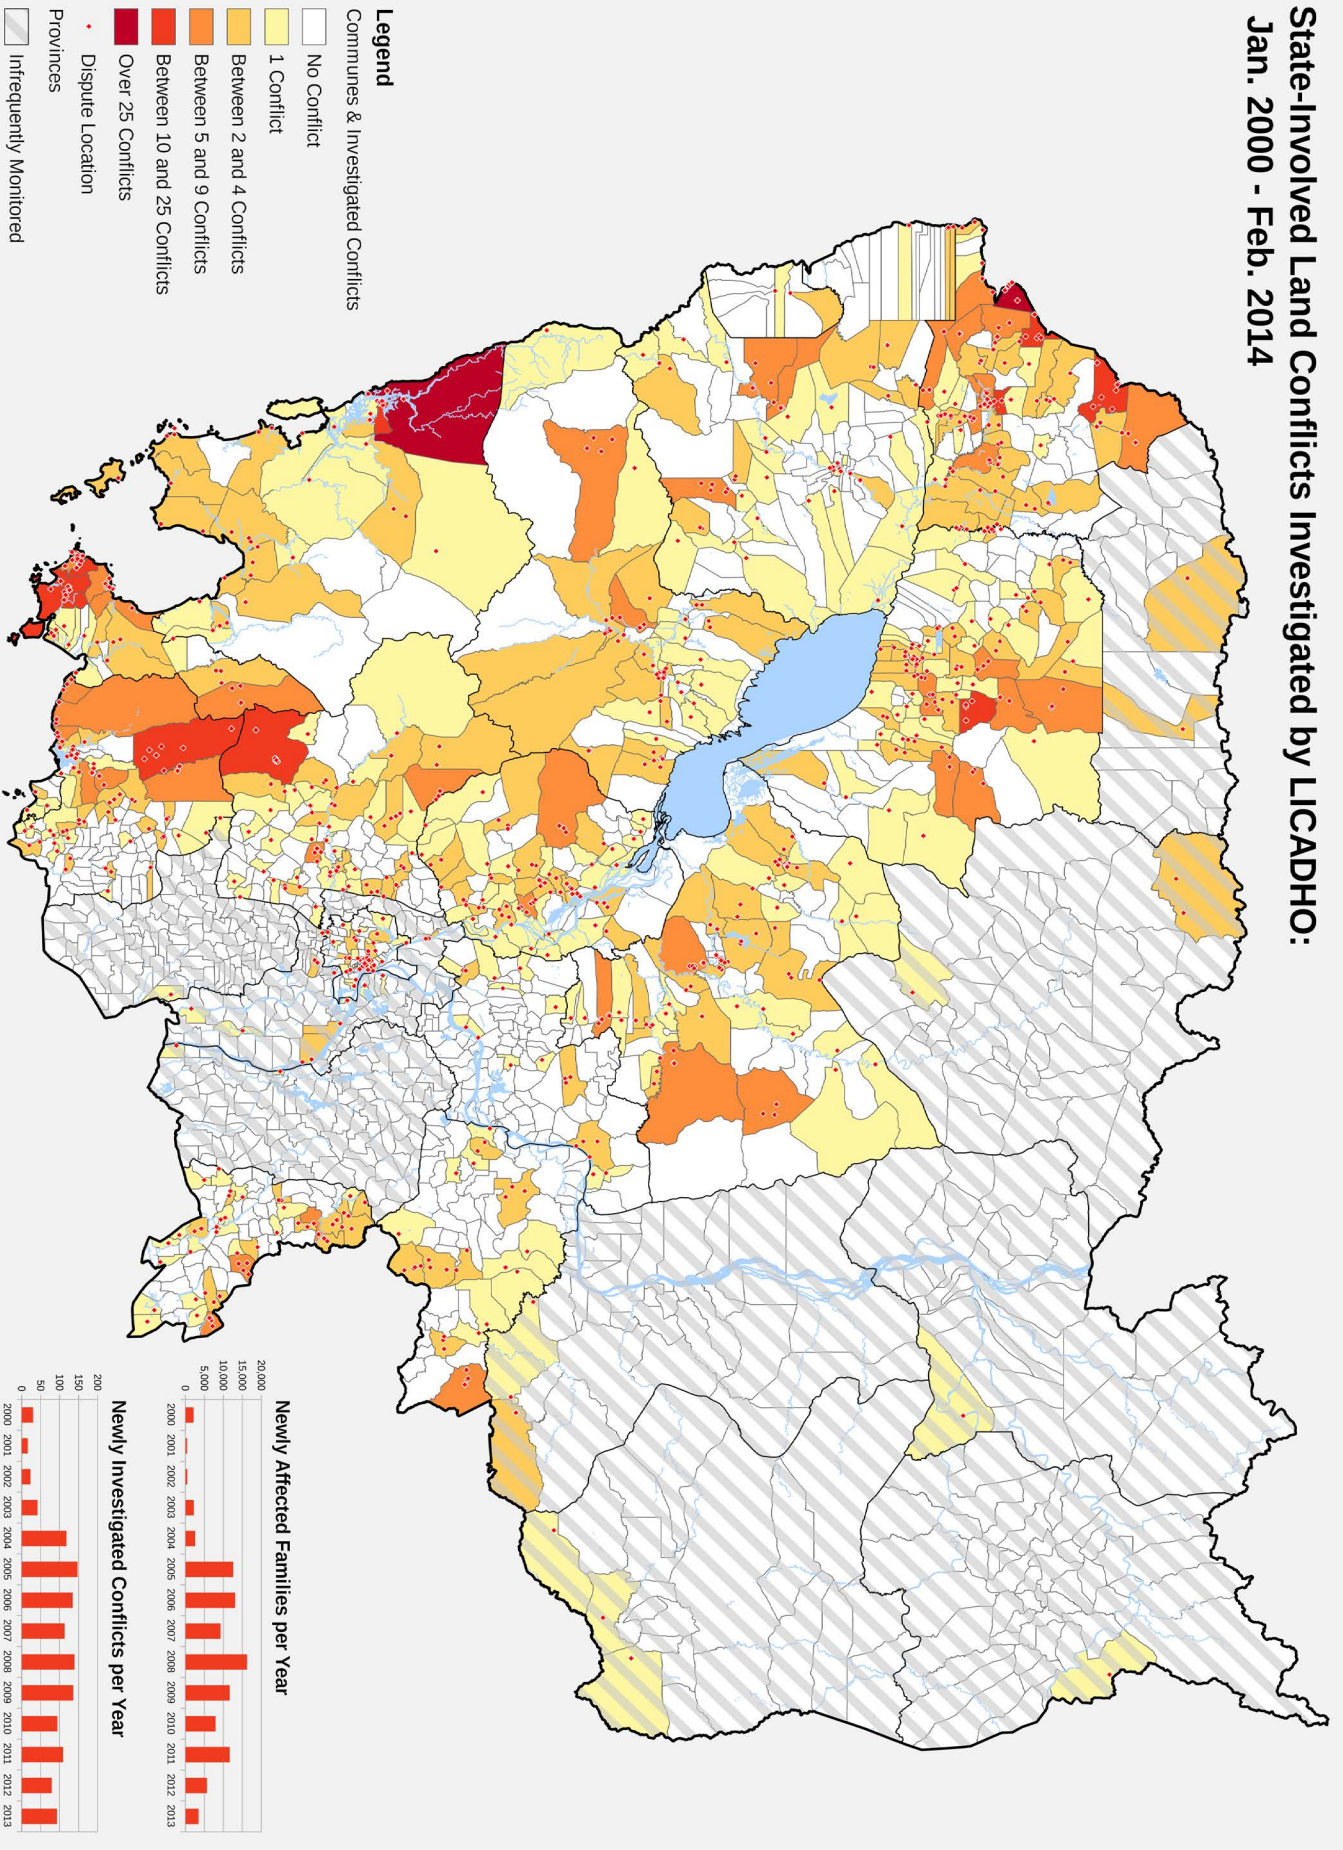 State-Involved Land Conflicts Investigated by LICADHO:
Jan. 2000 - Feb. 2014
Legend
Communes & Investigated Conflicts
No Conflict
1 Conflict
Between 2 and 4 Conflicts
Between 5 and 9 Conflicts
Between 10 and 25 Conflicts
Over 25 Conflicts
Dispute Location
Provinces
Infrequently Monitored
Newly Affected Families per Year
20,000
15,000
10,000
5,000
0
2000 2001 2002 2003 2004 2005 2006 2007 2008 2009 2010 2011 2012 2013
Newly Investigated Conflicts per Year
200
150
100
50
0
2000 2001 2002 2003 2004 2005 2006 2007 2008 2009 2010 2011 2012 2013